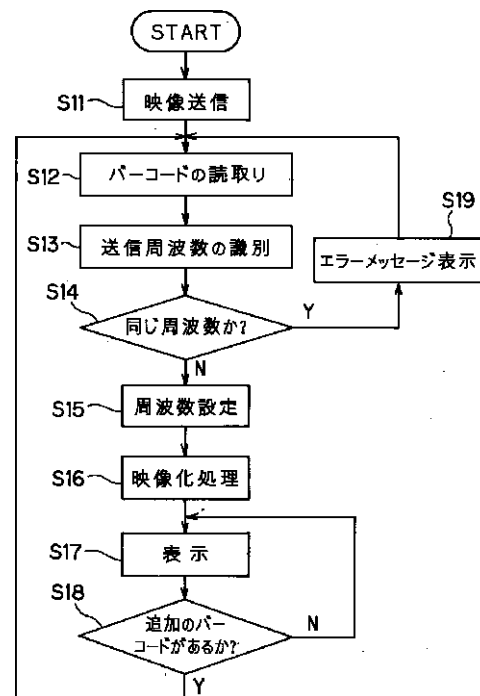 START
S11
映像送信
S12
バーコードの読取り
S19
エラーメッセージ表示
S13
送信周波数の識別
S14
同じ周波数か?
Y
N
S15
周波数設定
S16
映像化処理
S17
表示
S18
追加のバー
コードがあるか?
N
Y